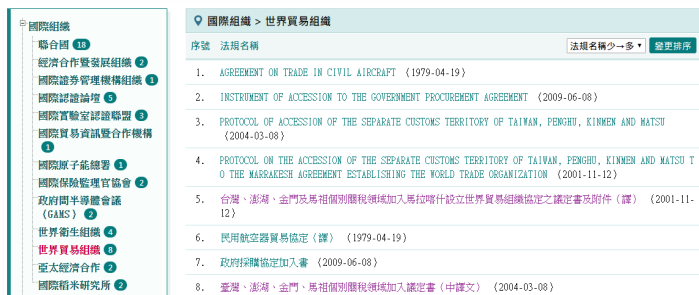 國際組織
聯合國 18
經濟合作暨發展組織 2
國際證券管理機構組織 1
國際認證論壇 5
國際實驗室認證聯盟 3
國際貿易資訊暨合作機構
1
國際原子能總署 1
國際保險監理官協會 2
政府間半導體會議
(GAMS) 2
世界衛生組織 4
世界貿易組織 8
亞太經濟合作 2
國際稻米研究所 2
國際組織 > 世界貿易組織
序號 法規名稱 法規名稱少→多 變更排序
1. AGREEMENT ON TRADE IN CIVIL AIRCRAFT (1979-04-19)
2. INSTRUMENT OF ACCESSION TO THE GOVERNMENT PROCUREMENT AGREEMENT (2009-06-08)
3. PROTOCOL OF ACCESSION OF THE SEPARATE CUSTOMS TERRITORY OF TAIWAN, PENGHU, KINMEN AND MATSU
(2004-03-08)
4. PROTOCOL ON THE ACCESSION OF THE SEPARATE CUSTOMS TERRITORY OF TAIWAN, PENGHU, KINMEN AND MATSU T
O THE MARRAKESH AGREEMENT ESTABLISHING THE WORLD TRADE ORGANIZATION (2001-11-12)
5. 台灣、澎湖、金門及馬祖個別關稅領域加入馬拉喀什設立世界貿易組織協定之議定書及附件(譯) (2001-11-
12)
6. 民用航空器貿易協定(譯) (1979-04-19)
7. 政府採購協定加入書 (2009-06-08)
8. 臺灣、澎湖、金門、馬祖個別關稅領域加入議定書(中譯文) (2004-03-08)